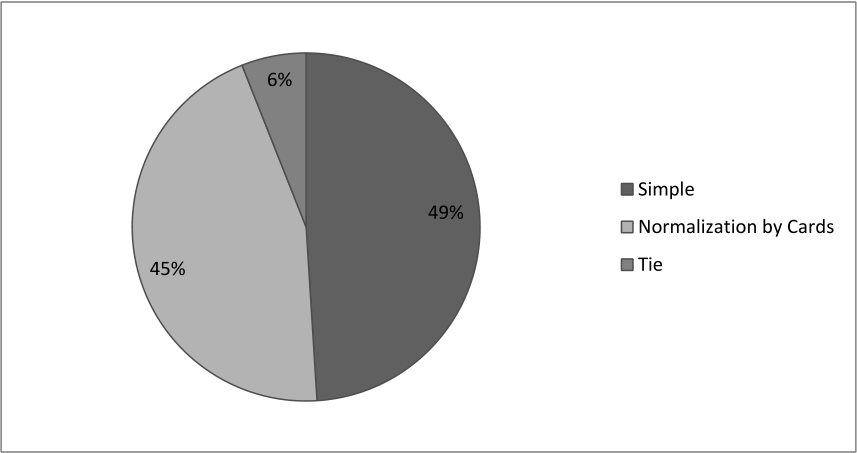 6%
49%
45%
Simple
Normalization by Cards
Tie